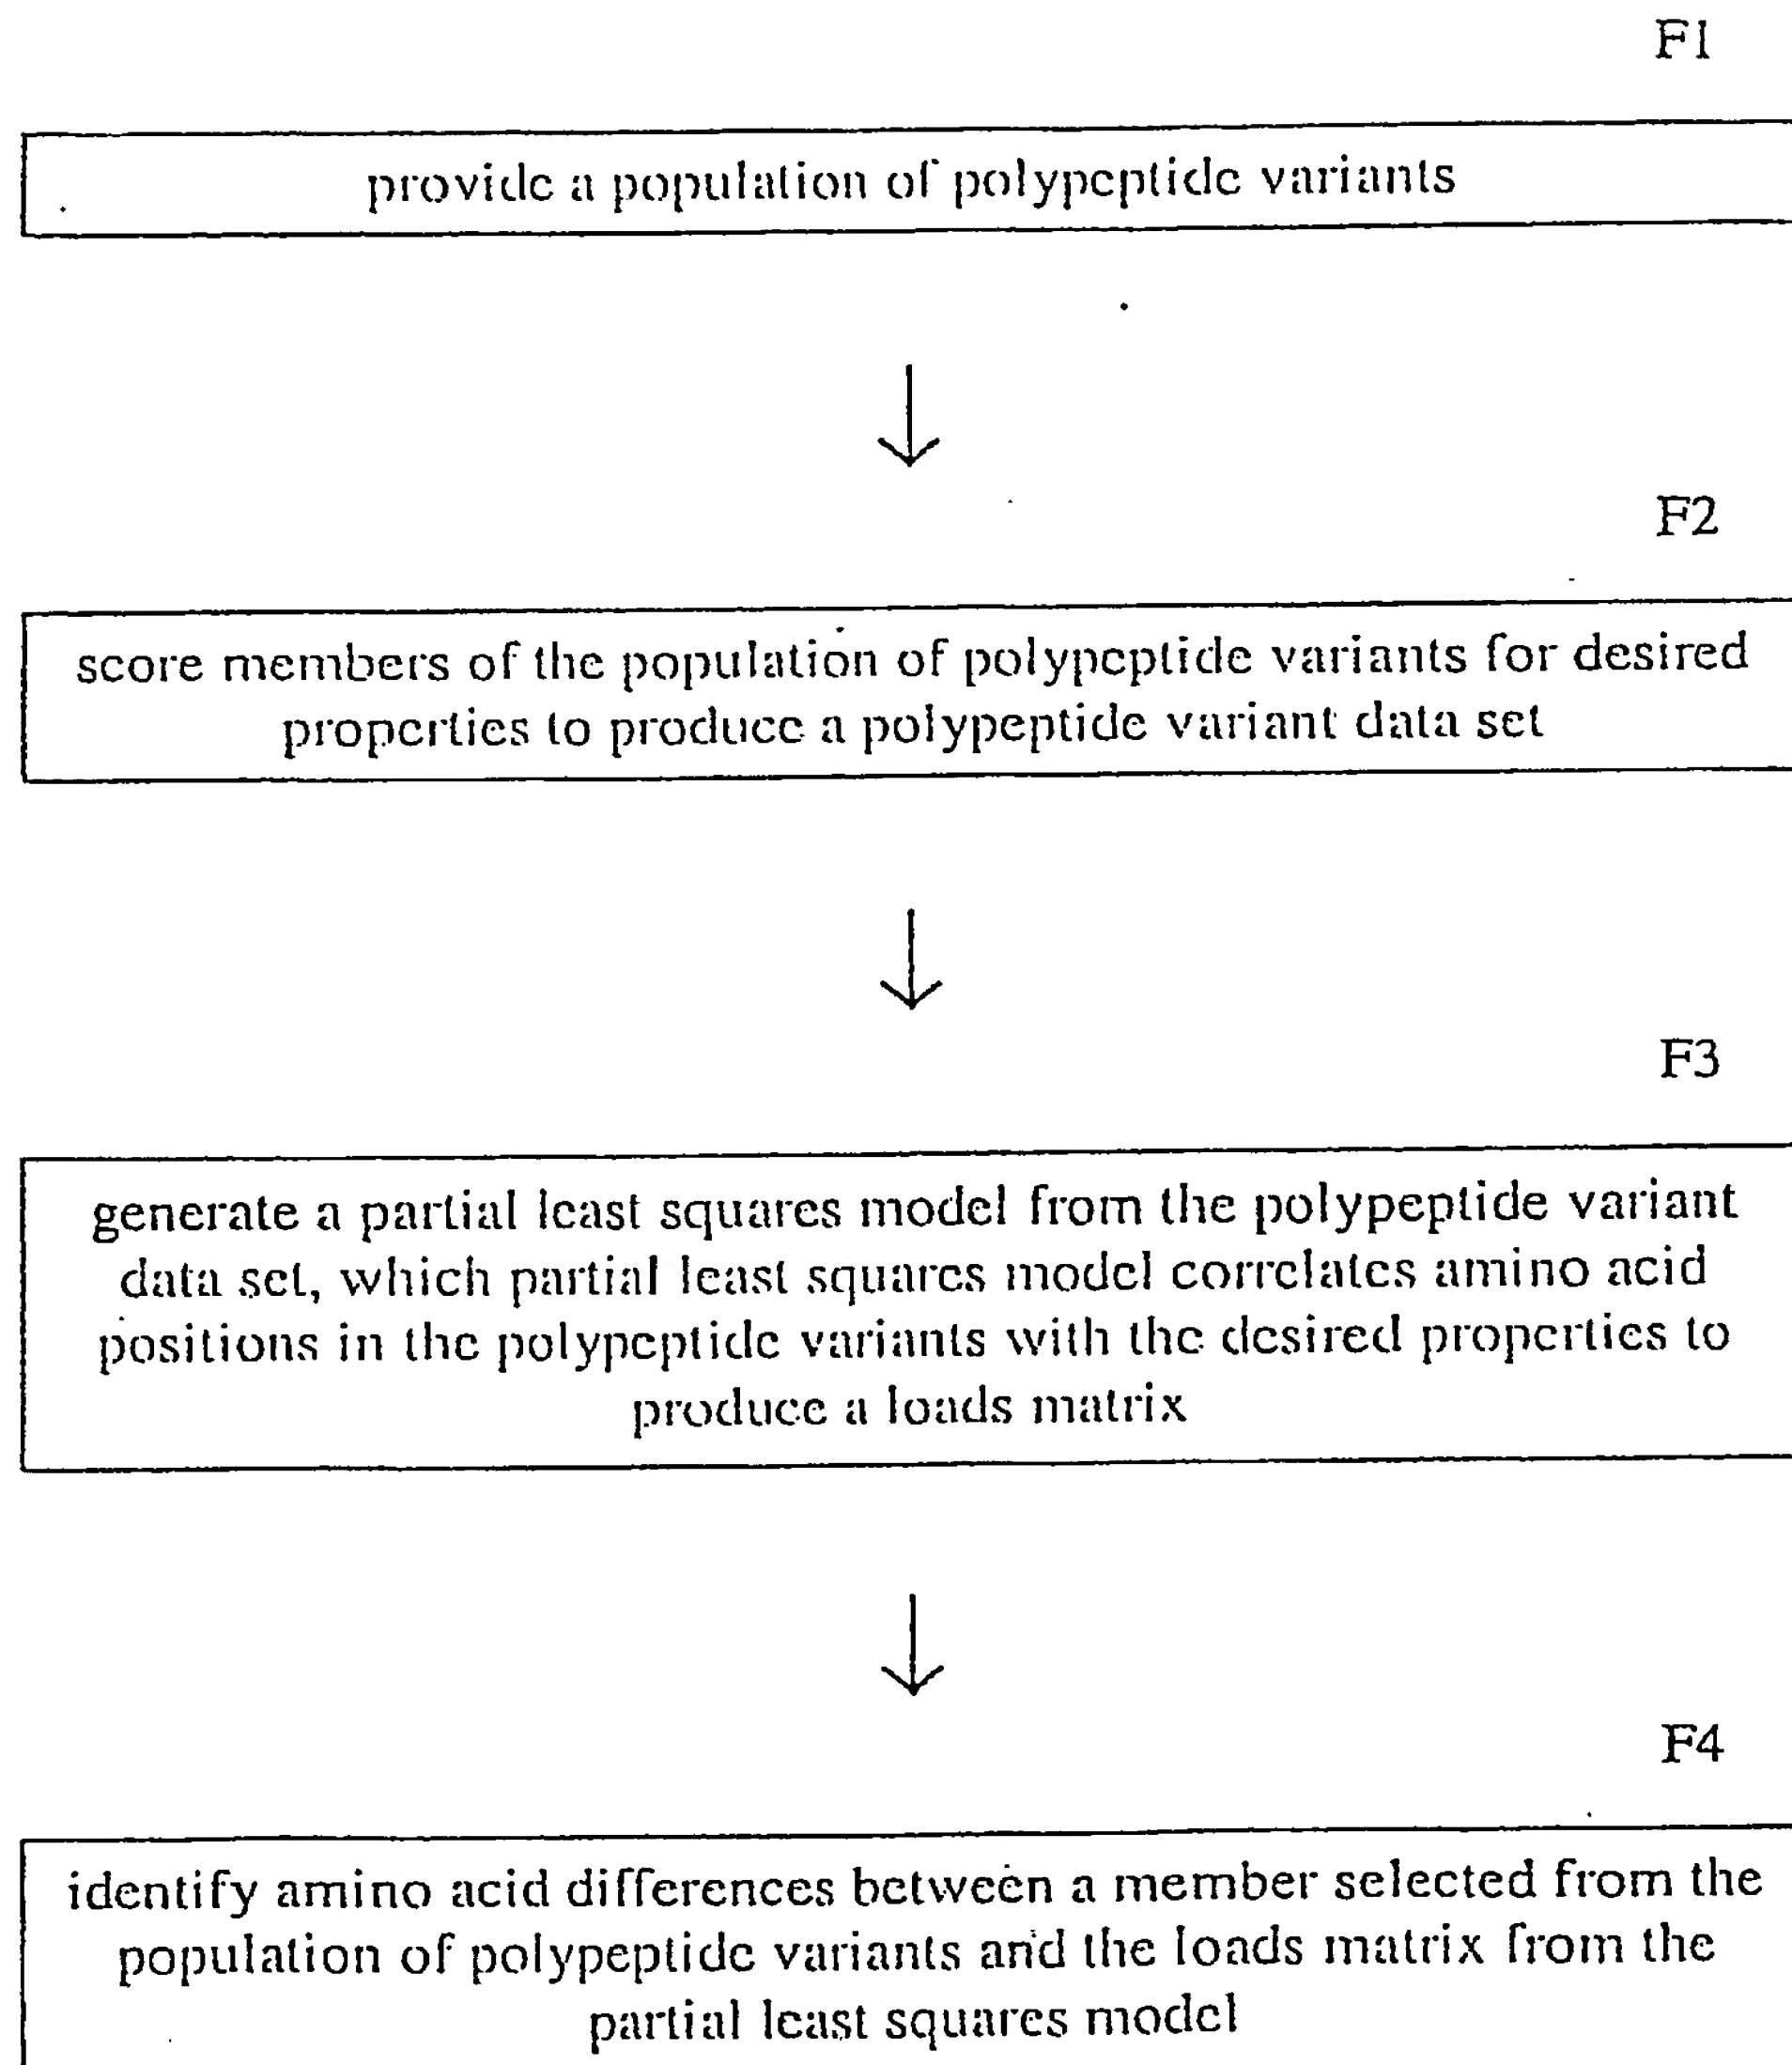 F1
provide a population of polypeptide variants
F2
score members of the population of polypeptide variants for desired
properties to produce a polypeptide variant data set
F3
generate a partial least squares model from the polypeptide variant
data set, which partial least squares model correlates amino acid
positions in the polypeptide variants with the desired properties to
produce a loads matrix
F4
identify amino acid differences between a member selected from the
population of polypeptide variants and the loads matrix from the
partial least squares model